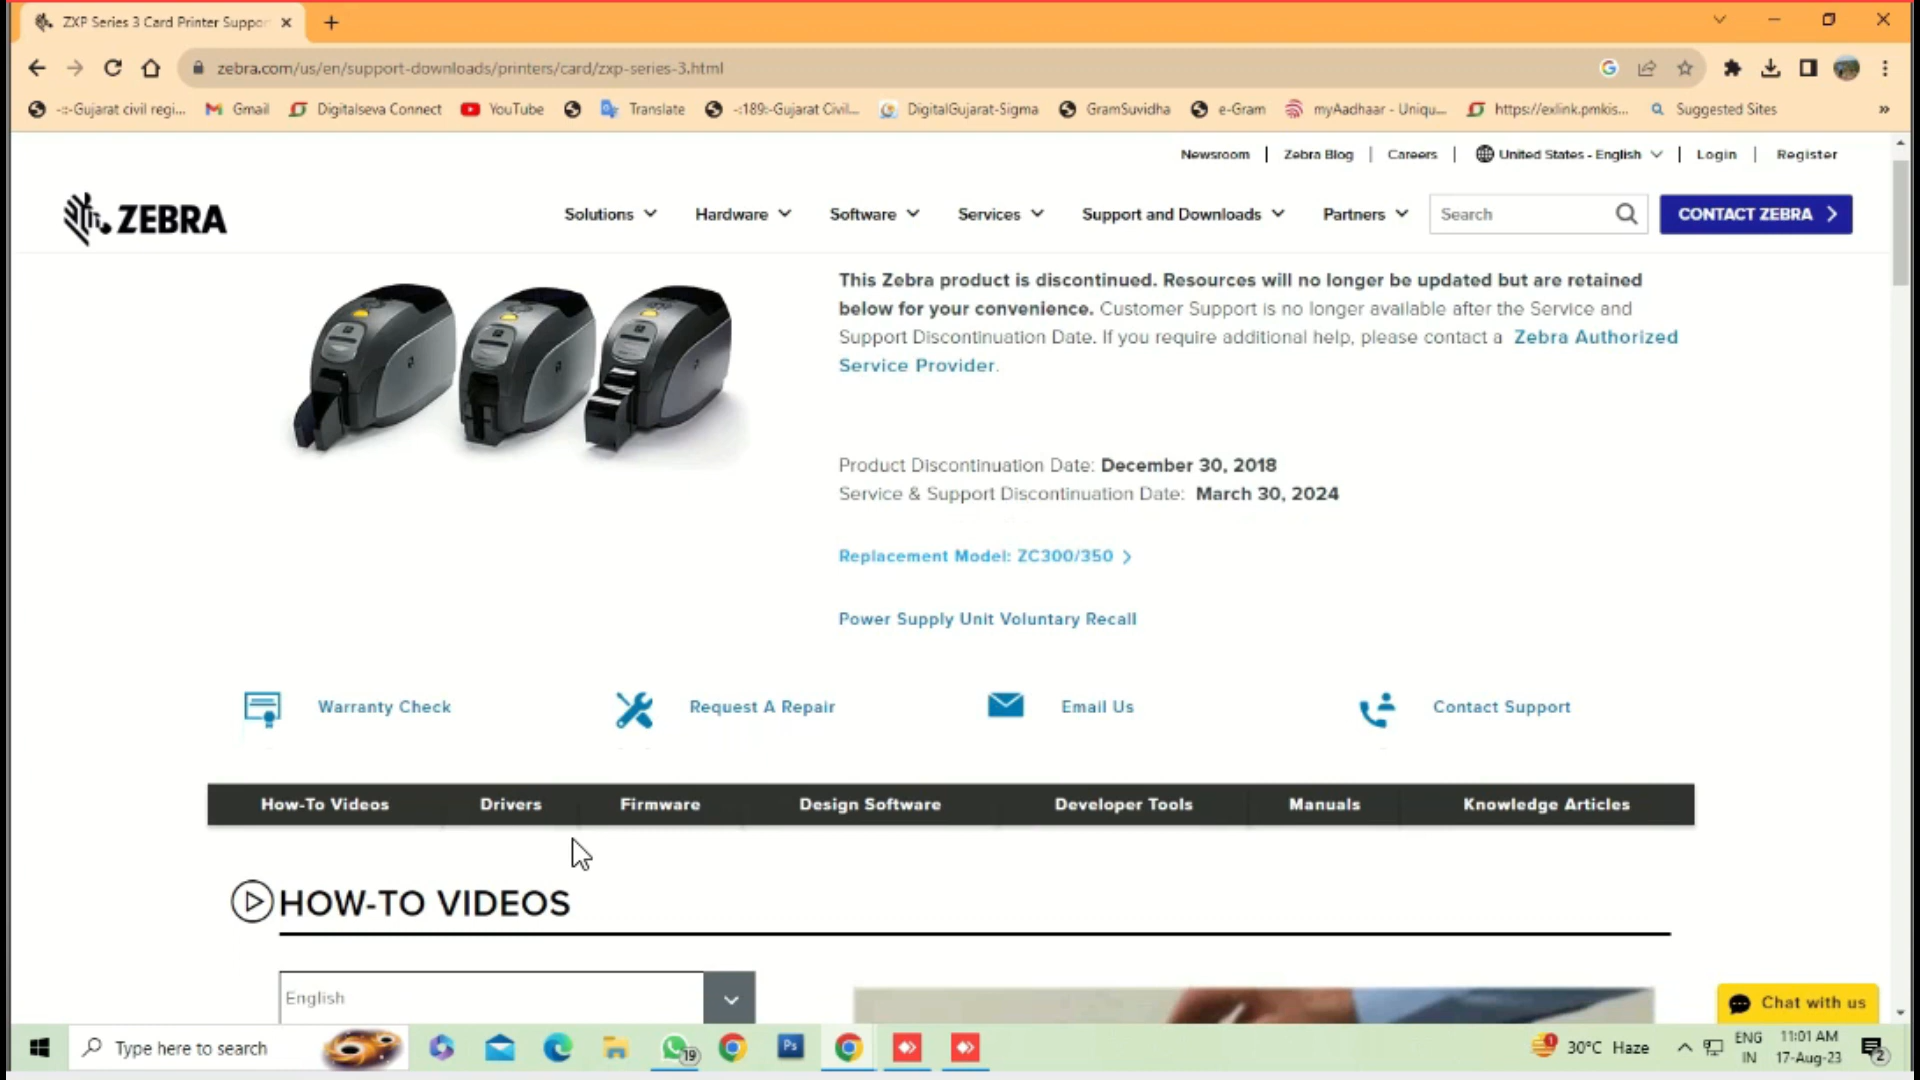 ZXP Series 3 Card Printer Suppor
zebra.com/us/en/support-downloads/printers/card/zxp-series-3.html
-::-Gujarat civil regi... Gmail Digitalseva Connect YouTube Translate -:189:-Gujarat Civil... DigitalGujarat-Sigma GramSuvidha e-Gram myAadhaar - Uniqu... https://exlink.pmkis... Suggested Sites »
Newsroom | Zebra Blog | Careers | United States - English | Login | Register
ZEBRA Solutions Hardware Software Services Support and Downloads Partners Search CONTACT ZEBRA
This Zebra product is discontinued. Resources will no longer be updated but are retained
below for your convenience. Customer Support is no longer available after the Service and
Support Discontinuation Date. If you require additional help, please contact a Zebra Authorized
Service Provider.
Product Discontinuation Date: December 30, 2018
Service & Support Discontinuation Date: March 30, 2024
Replacement Model: ZC300/350
Power Supply Unit Voluntary Recall
Warranty Check Request A Repair Email Us Contact Support
How-To Videos Drivers Firmware Design Software Developer Tools Manuals Knowledge Articles
HOW-TO VIDEOS
English
Chat with us
Type here to search 19 Ps 1 30°C Haze ENG 11:01 AM
IN 17-Aug-23 2